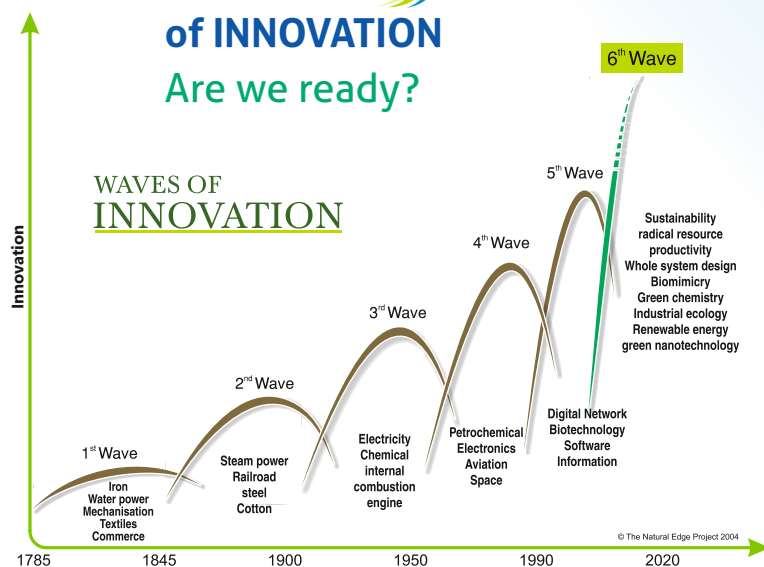 of INNOVATION
Are we ready?
6th Wave
WAVES OF
INNOVATION
5th Wave
4th Wave
3rd Wave
2nd Wave
1st Wave
Innovation
Iron
Water power
Mechanisation
Textiles
Commerce
Steam power
Railroad
steel
Cotton
Electricity
Chemical
internal
combustion
engine
Petrochemical
Electronics
Aviation
Space
Digital Network
Biotechnology
Software
Information
Sustainability
radical resource
productivity
Whole system design
Biomimicry
Green chemistry
Industrial ecology
Renewable energy
green nanotechnology
© The Natural Edge Project 2004
1785 1845 1900 1950 1990 2020